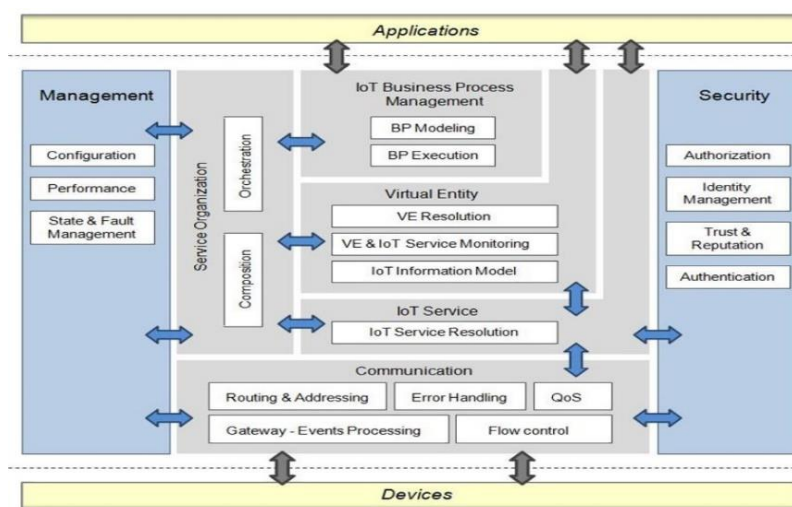 Applications
Management
Configuration
Performance
State & Fault
Management
Service Organization
Orchestration
Composition
IoT Business Process
Management
BP Modeling
BP Execution
Virtual Entity
VE Resolution
VE & IoT Service Monitoring
IoT Information Model
IoT Service
IoT Service Resolution
Communication
Routing & Addressing
Error Handling
QoS
Gateway - Events Processing
Flow control
Security
Authorization
Identity
Management
Trust &
Reputation
Authentication
Devices